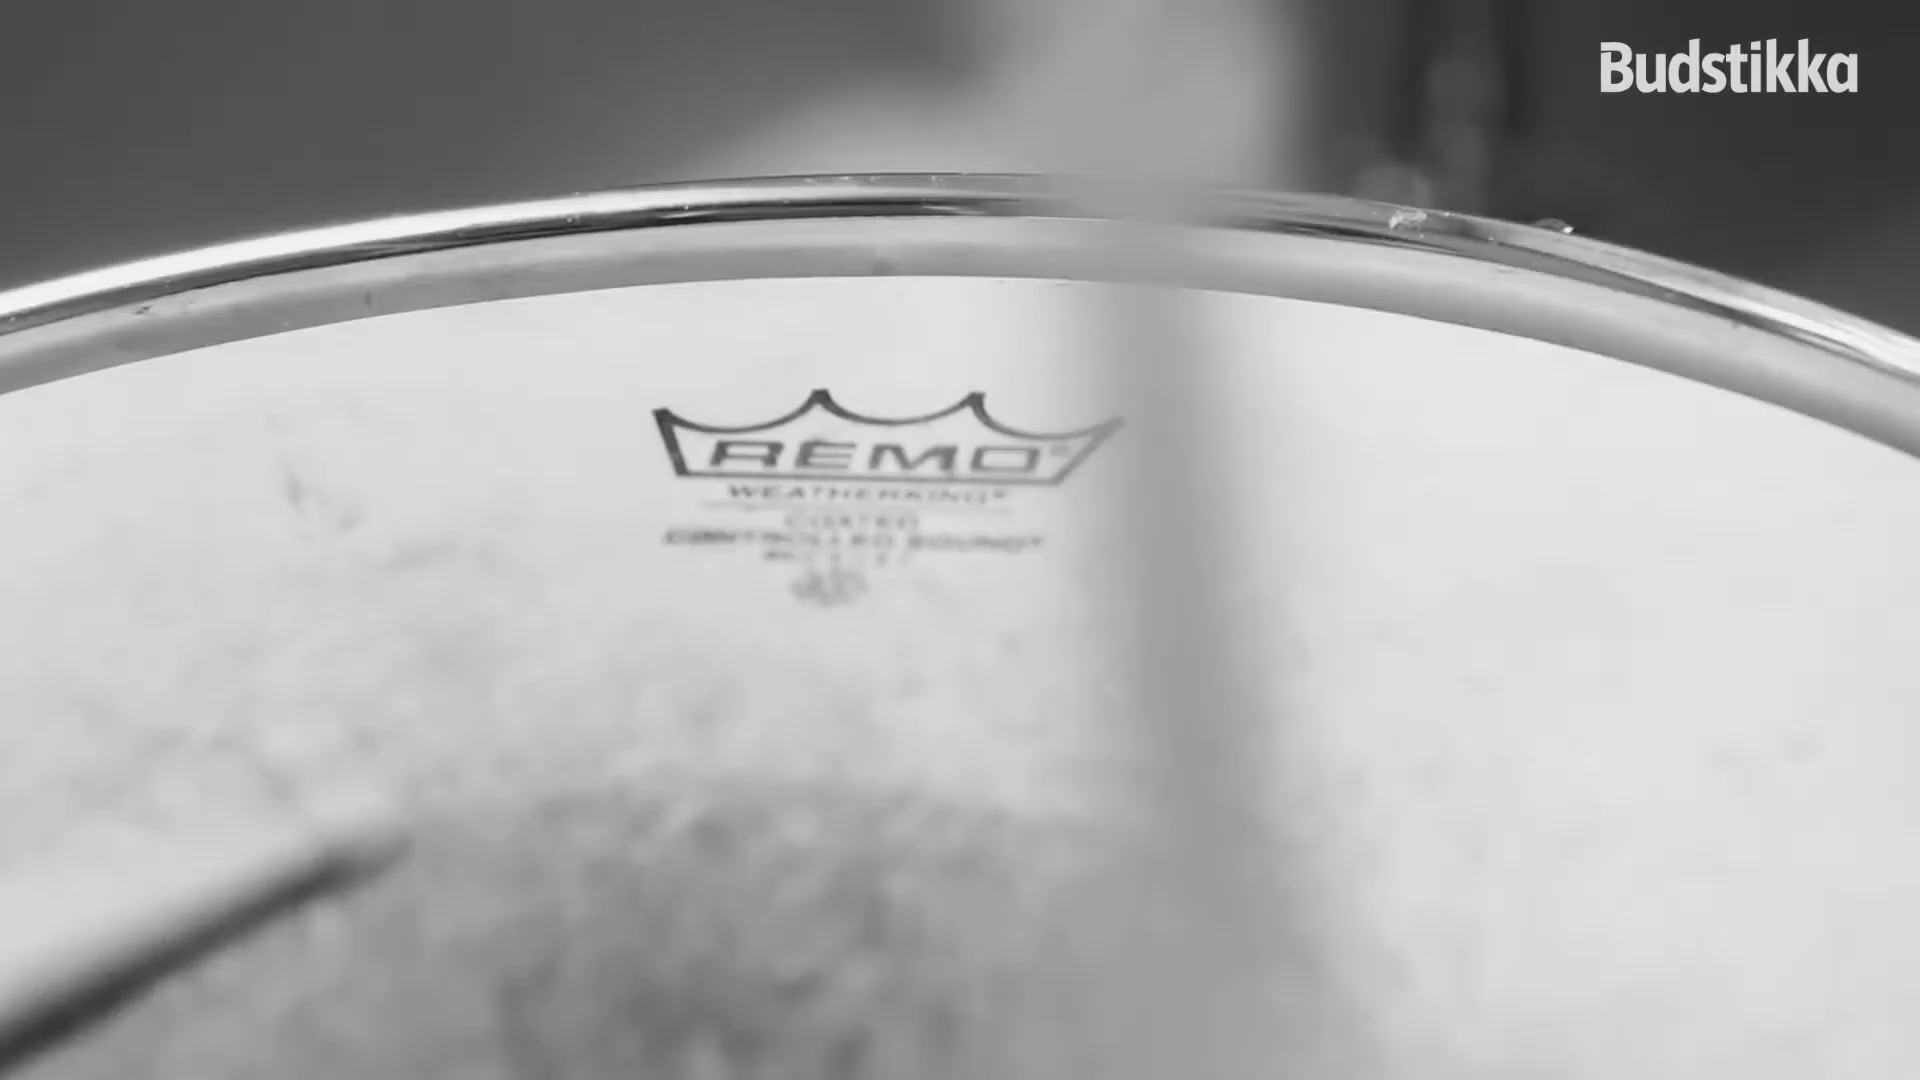 Budstikka
REMO®
WEATHERKING®
COATED
CONTROLLED SOUND®